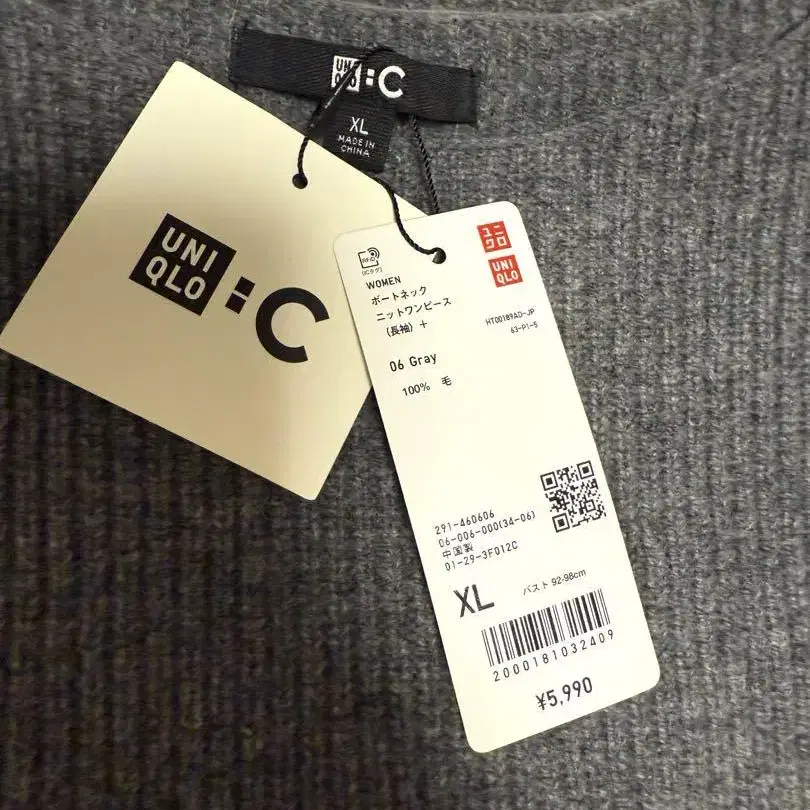 UNI
QLO : C
XL
MADE IN
CHINA
UNI
QLO : C
ユニ
クロ
UNI
QLO
RFID
(ICタグ)
WOMEN
ボートネック
ニットワンピース
(長袖) +
HT00189AD-JP
63-P1-5
06 Gray
100% 毛
291-460606
06-006-000(34-06)
中国製
01-29-3F012C
XL バスト 92-98cm
2000181032409
¥5,990